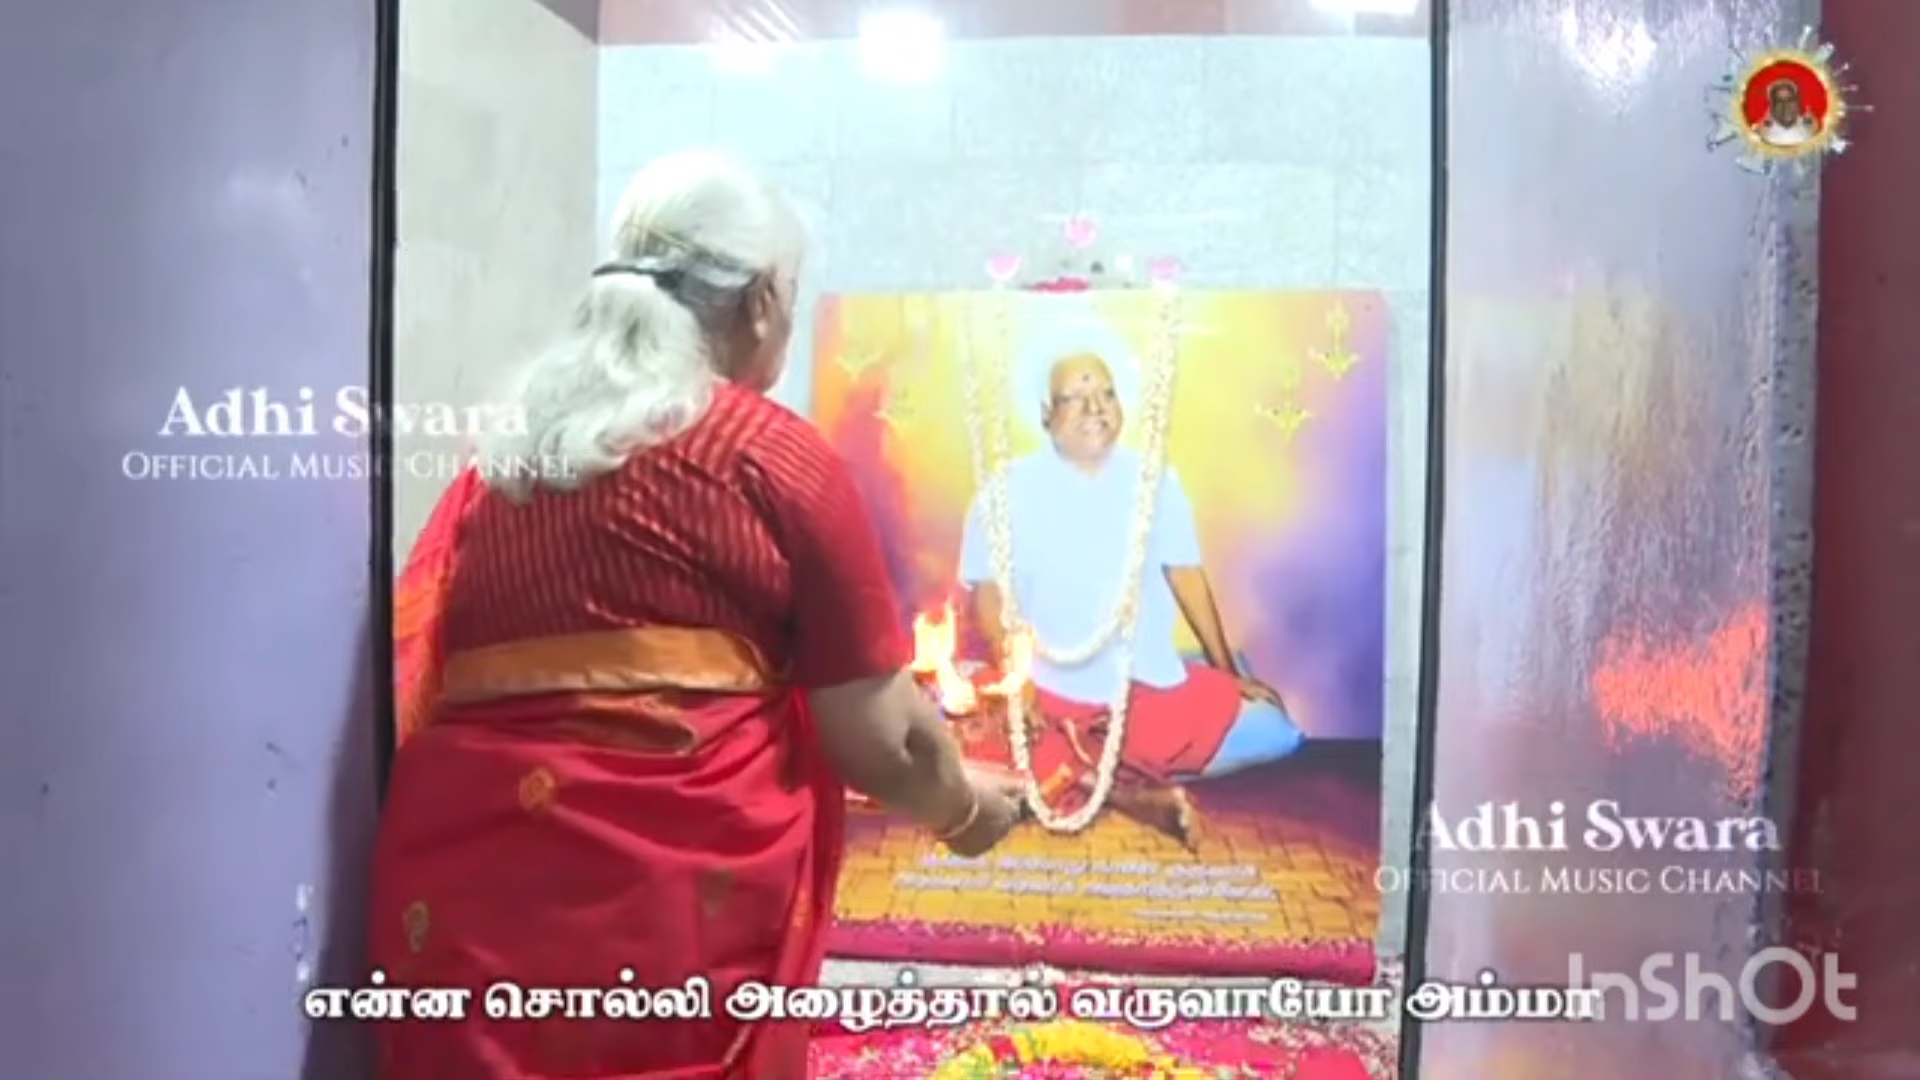 Adhi Swara
OFFICIAL MUSIC CHANNEL
Adhi Swara
OFFICIAL MUSIC CHANNEL
InShOt
என்ன சொல்லி அழைத்தால் வருவாயோ அம்மா